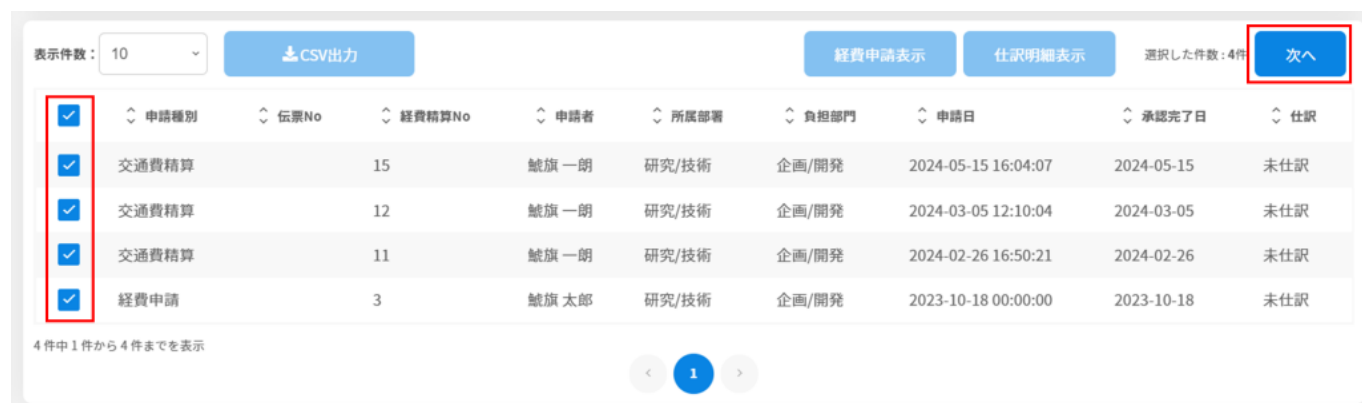 表示件数： 10 CSV出力 経費申請表示 仕訳明細表示 選択した件数 : 4件 次へ
申請種別 伝票No 経費精算No 申請者 所属部署 負担部門 申請日 承認完了日 仕訳
交通費精算 15 鯱旗 一朗 研究/技術 企画/開発 2024-05-15 16:04:07 2024-05-15 未仕訳
交通費精算 12 鯱旗 一朗 研究/技術 企画/開発 2024-03-05 12:10:04 2024-03-05 未仕訳
交通費精算 11 鯱旗 一朗 研究/技術 企画/開発 2024-02-26 16:50:21 2024-02-26 未仕訳
経費申請 3 鯱旗 太郎 研究/技術 企画/開発 2023-10-18 00:00:00 2023-10-18 未仕訳
4 件中 1 件から 4 件までを表示
1